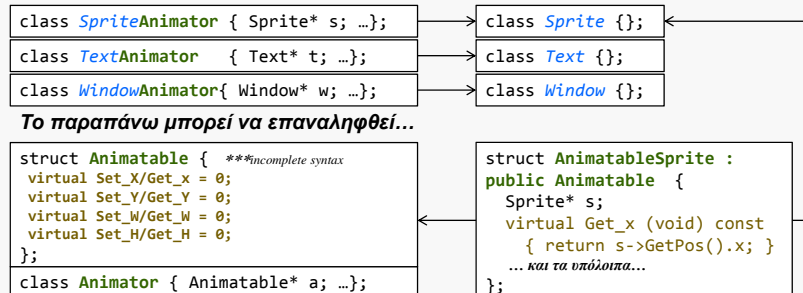 class SpriteAnimator { Sprite* s; …};
class Sprite {};
class TextAnimator { Text* t; …};
class Text {};
class WindowAnimator{ Window* w; …};
class Window {};
Το παραπάνω μπορεί να επαναληφθεί…
struct Animatable { ***incomplete syntax
virtual Set_X/Get_x = 0;
virtual Set_Y/Get_Y = 0;
virtual Set_W/Get_W = 0;
virtual Set_H/Get_H = 0;
};
class Animator { Animatable* a; …};
struct AnimatableSprite :
public Animatable {
Sprite* s;
virtual Get_x (void) const
{ return s->GetPos().x; }
… και τα υπόλοιπα…
};